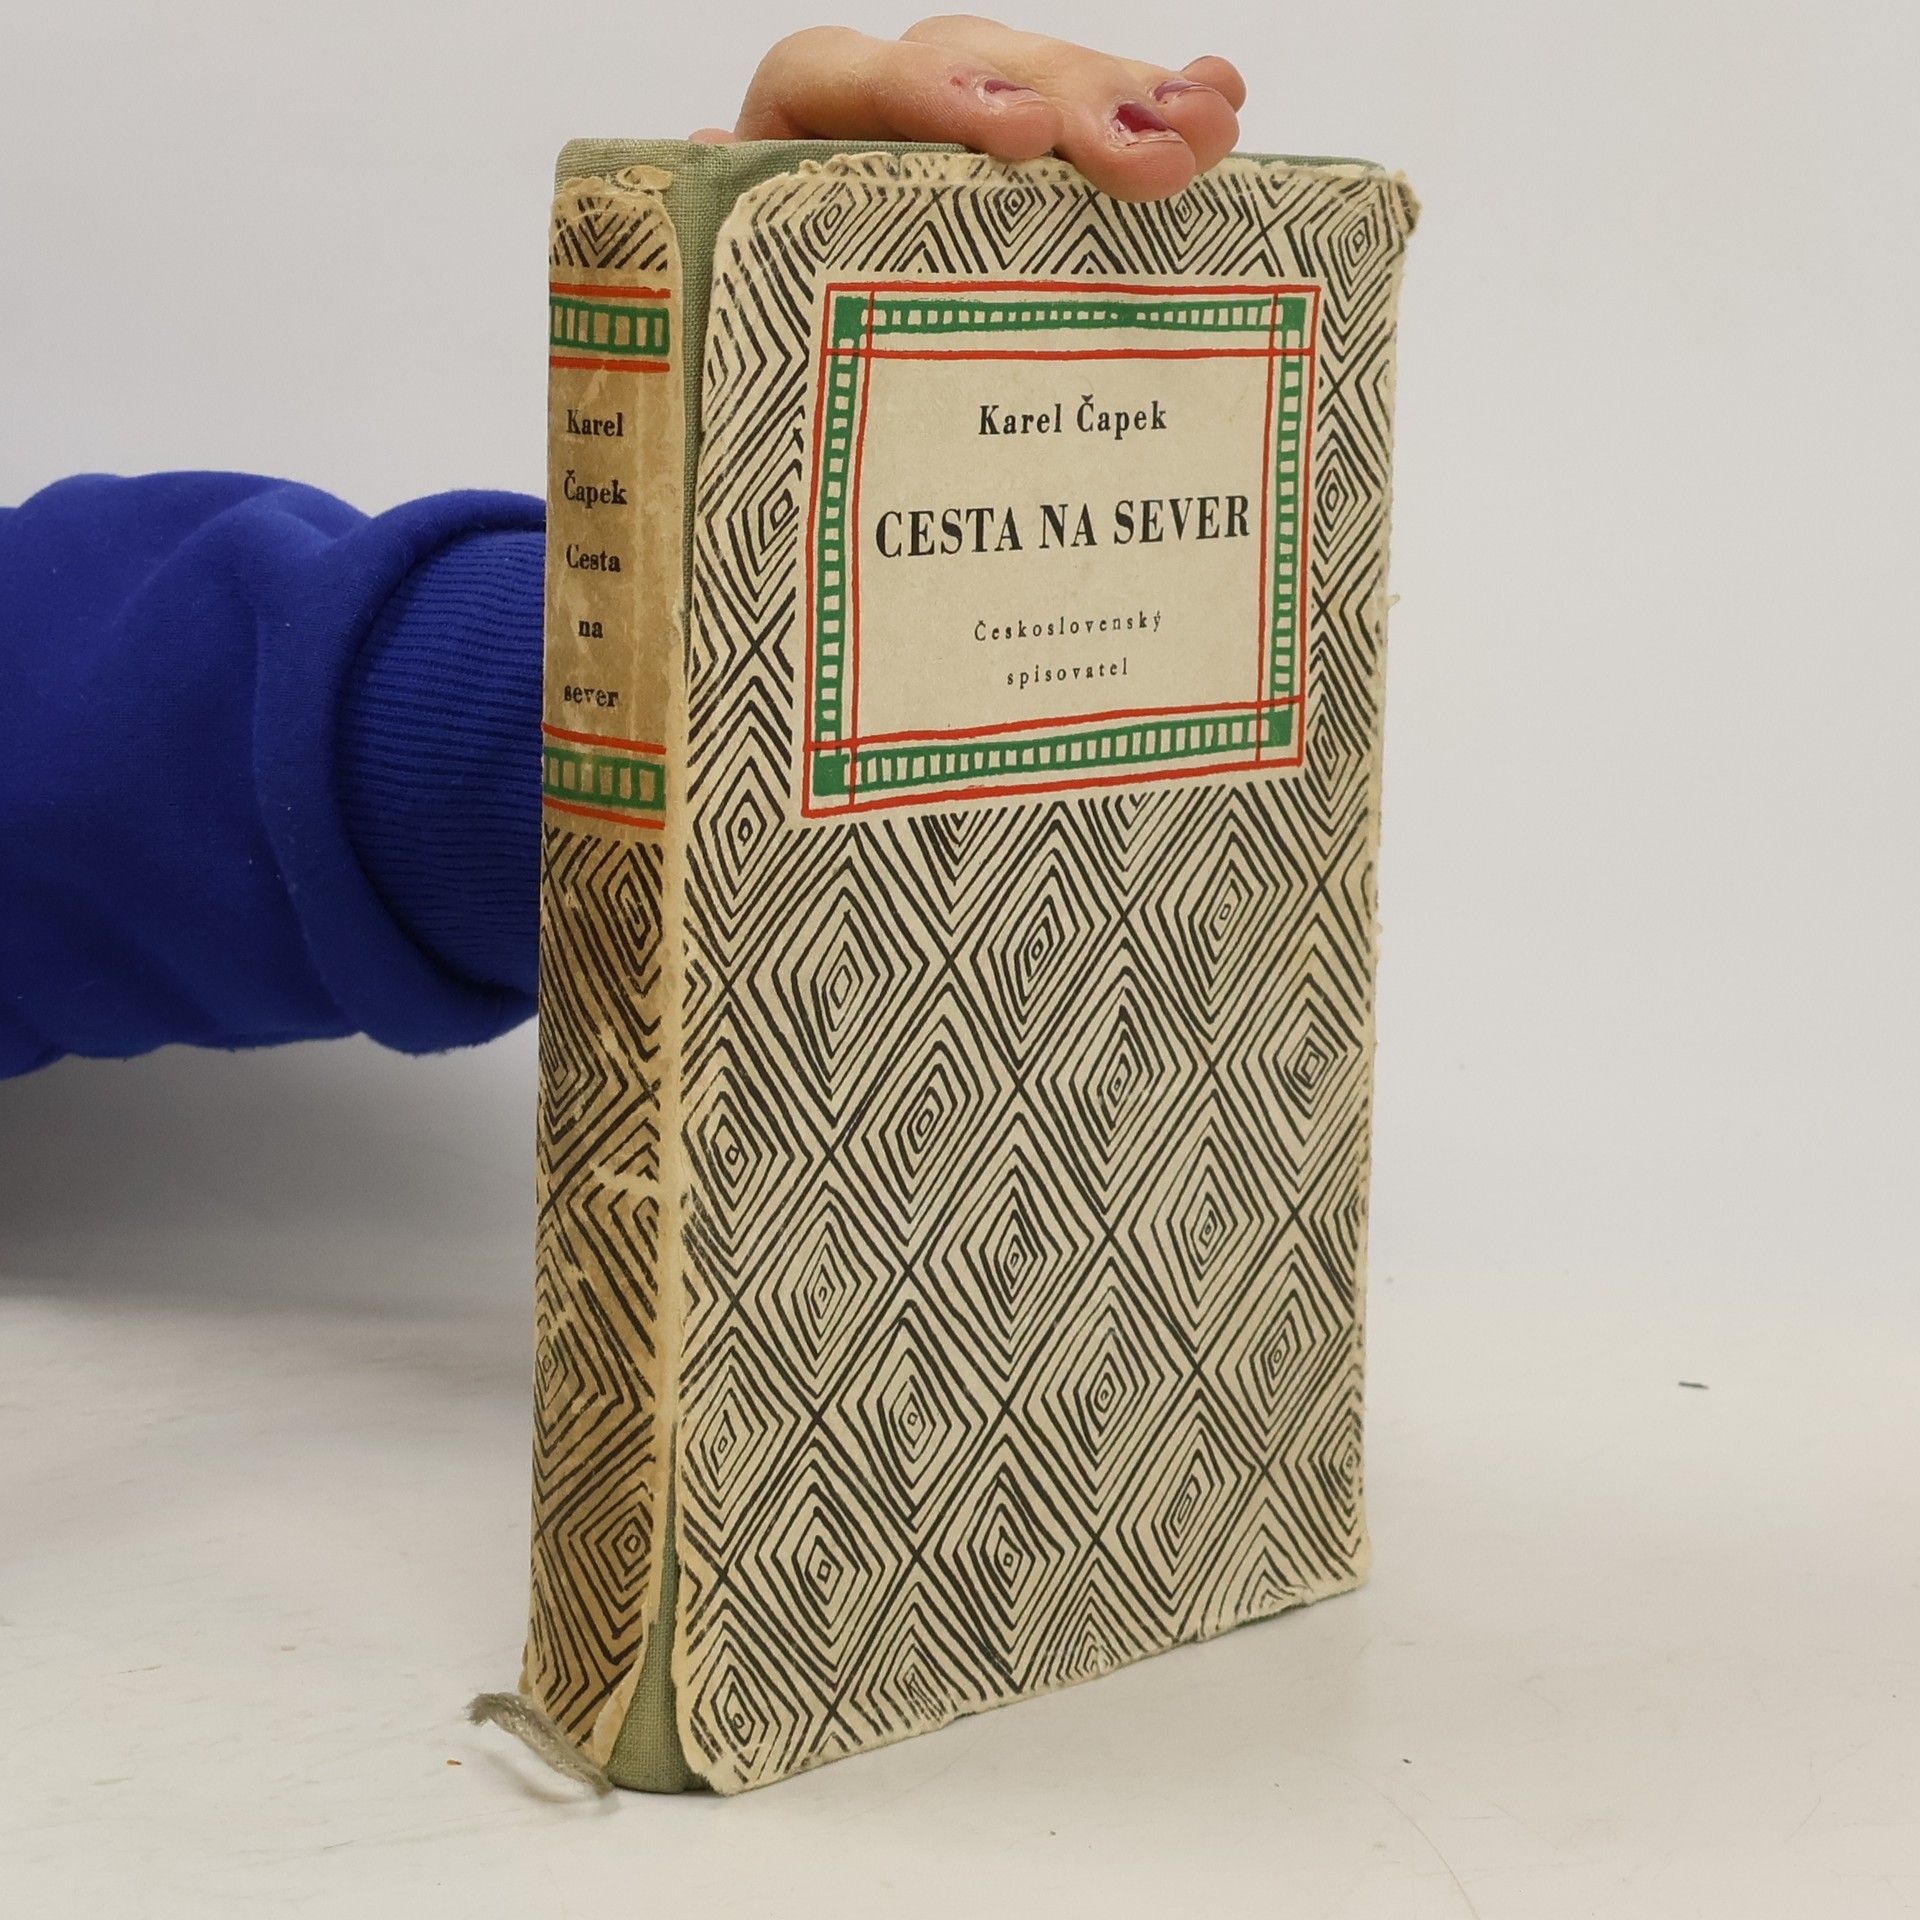 Karel
Čapek
Cesta
na
sever
Karel Čapek
CESTA NA SEVER
Československý
spisovatel